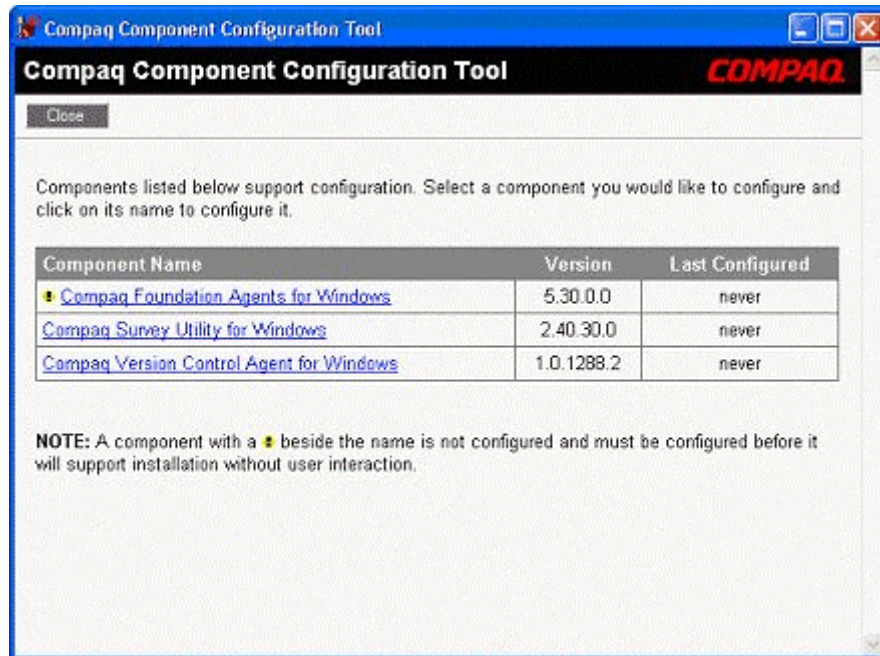 Compaq Component Configuration Tool
Compaq Component Configuration Tool COMPAQ
Close
Components listed below support configuration. Select a component you would like to configure and
click on its name to configure it.
Component Name Version Last Configured
Compaq Foundation Agents for Windows 5.30.0.0 never
Compaq Survey Utility for Windows 2.40.30.0 never
Compaq Version Control Agent for Windows 1.0.1288.2 never
NOTE: A component with a beside the name is not configured and must be configured before it
will support installation without user interaction.